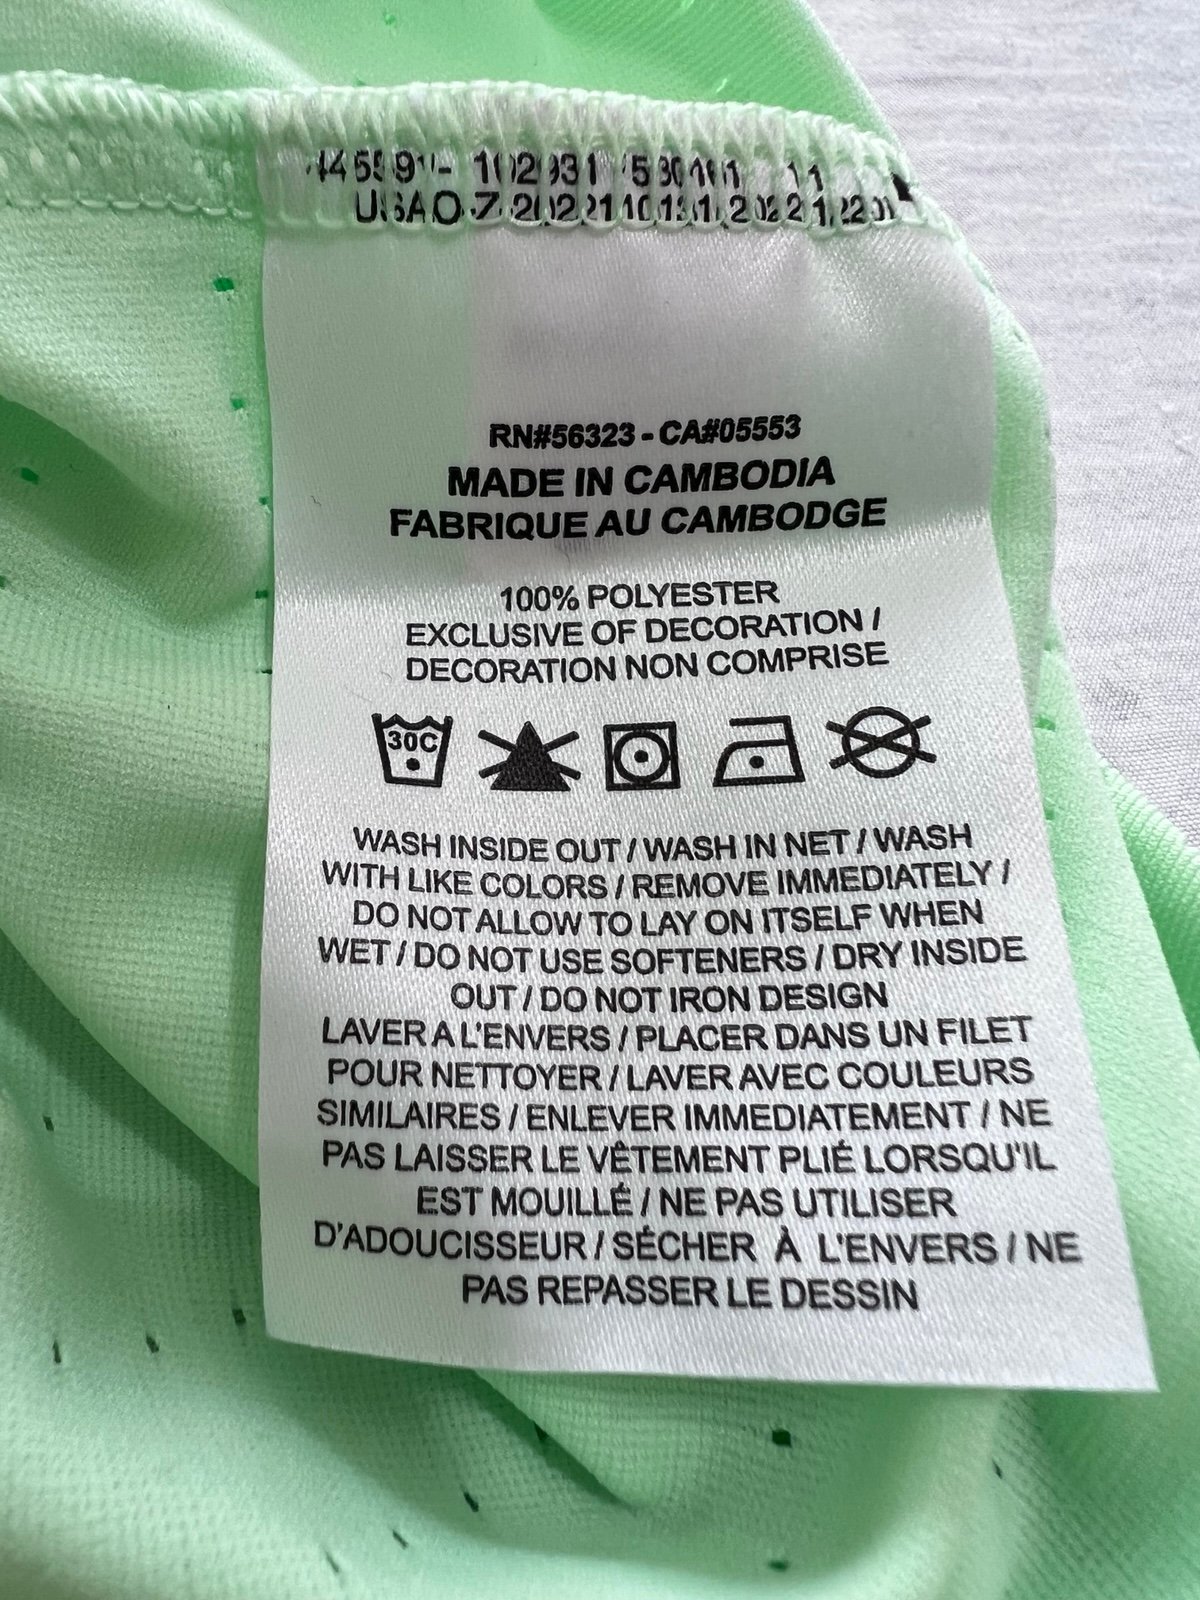 RN#56323 - CA#05553
MADE IN CAMBODIA
FABRIQUE AU CAMBODGE
100% POLYESTER
EXCLUSIVE OF DECORATION /
DECORATION NON COMPRISE
30C
WASH INSIDE OUT / WASH IN NET / WASH
WITH LIKE COLORS / REMOVE IMMEDIATELY /
DO NOT ALLOW TO LAY ON ITSELF WHEN
WET / DO NOT USE SOFTENERS / DRY INSIDE
OUT / DO NOT IRON DESIGN
LAVER A L'ENVERS / PLACER DANS UN FILET
POUR NETTOYER / LAVER AVEC COULEURS
SIMILAIRES / ENLEVER IMMEDIATEMENT / NE
PAS LAISSER LE VÊTEMENT PLIÉ LORSQU'IL
EST MOUILLÉ / NE PAS UTILISER
D'ADOUCISSEUR / SÉCHER À L'ENVERS / NE
PAS REPASSER LE DESSIN